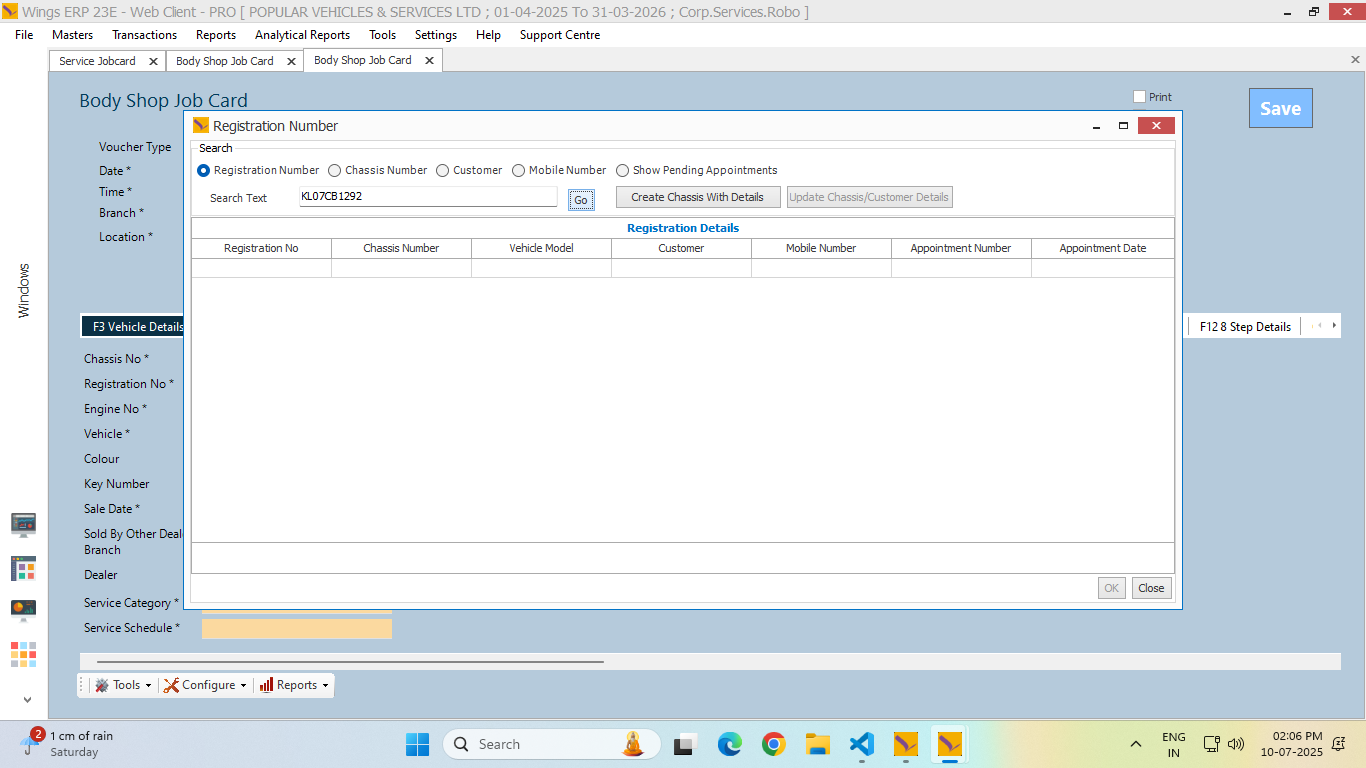 Wings ERP 23E - Web Client - PRO [ POPULAR VEHICLES & SERVICES LTD ; 01-04-2025 To 31-03-2026 ; Corp.Services.Robo ]
File Masters Transactions Reports Analytical Reports Tools Settings Help Support Centre
Service Jobcard Body Shop Job Card Body Shop Job Card
Body Shop Job Card
Print
Save
Registration Number
Search
Voucher Type
Date *
Time *
Branch *
Location *
Registration Number Chassis Number Customer Mobile Number Show Pending Appointments
Search Text KL07CB1292 Go Create Chassis With Details Update Chassis/Customer Details
Registration Details
Registration No Chassis Number Vehicle Model Customer Mobile Number Appointment Number Appointment Date
Windows
F3 Vehicle Details
F12 8 Step Details
Chassis No *
Registration No *
Engine No *
Vehicle *
Colour
Key Number
Sale Date *
Sold By Other Deal
Branch
Dealer
Service Category *
Service Schedule *
OK Close
Tools Configure Reports
2
1 cm of rain
Saturday
Search
ENG
IN
02:06 PM
10-07-2025